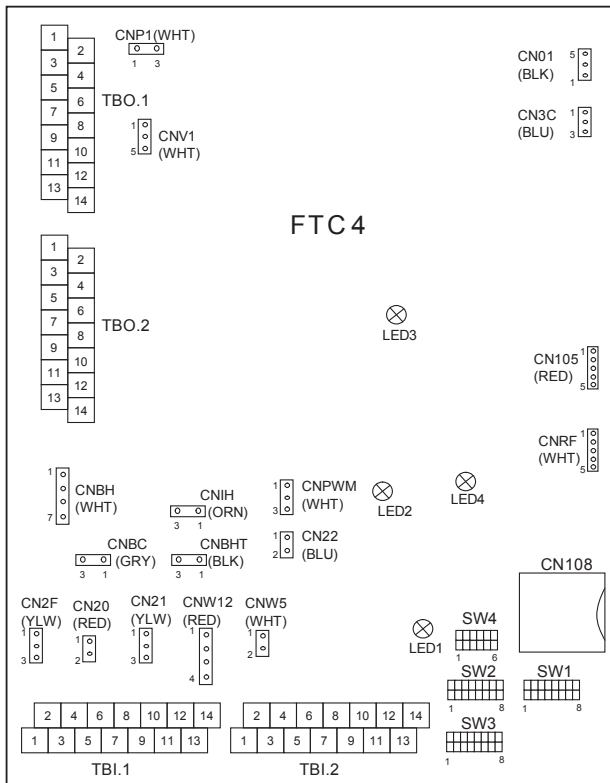 CNP1(WHT)
1 3
1 2 3 4 5 6 7 8 9 10 11 12 13 14
TBO.1
1
5
CNV1
(WHT)
CN01
(BLK)
5
1
CN3C
(BLU)
1
3
FTC4
1 2 3 4 5 6 7 8 9 10 11 12 13 14
TBO.2
LED3
CN105
(RED)
1
5
CNRF
(WHT)
1
5
1
7
CNBH
(WHT)
CNIH
(ORN)
3 1
CNPWM
(WHT)
1
3
LED2
LED4
CNBC
(GRY)
3 1
CNBHT
(BLK)
3 1
CN22
(BLU)
1
2
CN108
CN2F
(YLW)
1
3
CN20
(RED)
1
2
CN21
(YLW)
1
3
CNW12
(RED)
1
4
CNW5
(WHT)
1
2
LED1
SW4
1 6
SW2
1 8
SW1
1 8
SW3
1 8
2 4 6 8 10 12 14
1 3 5 7 9 11 13
TBI.1
2 4 6 8 10 12 14
1 3 5 7 9 11 13
TBI.2